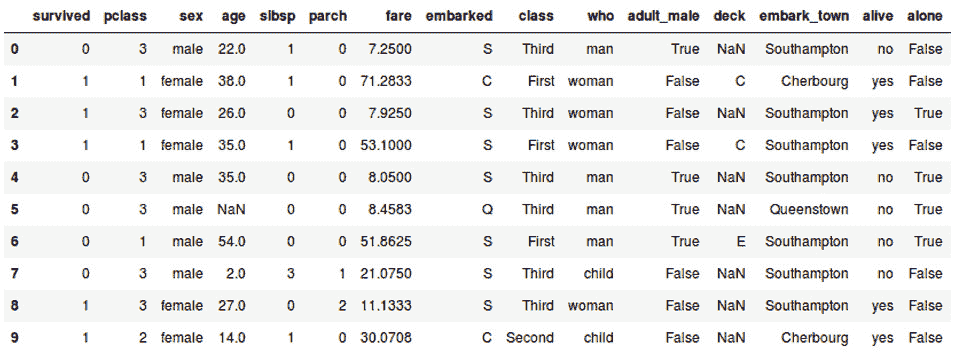 survived pclass sex age sibsp parch fare embarked class who adult_male deck embark_town alive alone
0 0 3 male 22.0 1 0 7.2500 S Third man True NaN Southampton no False
1 1 1 female 38.0 1 0 71.2833 C First woman False C Cherbourg yes False
2 1 3 female 26.0 0 0 7.9250 S Third woman False NaN Southampton yes True
3 1 1 female 35.0 1 0 53.1000 S First woman False C Southampton yes False
4 0 3 male 35.0 0 0 8.0500 S Third man True NaN Southampton no True
5 0 3 male NaN 0 0 8.4583 Q Third man True NaN Queenstown no True
6 0 1 male 54.0 0 0 51.8625 S First man True E Southampton no True
7 0 3 male 2.0 3 1 21.0750 S Third child False NaN Southampton no False
8 1 3 female 27.0 0 2 11.1333 S Third woman False NaN Southampton yes False
9 1 2 female 14.0 1 0 30.0708 C Second child False NaN Cherbourg yes False